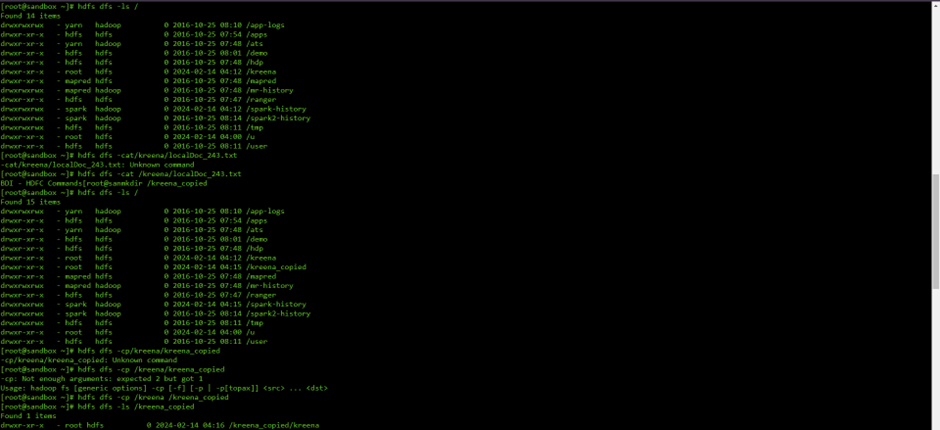 [root@sandbox ~]# hdfs dfs -ls /
Found 14 items
drwxrwxrwx - yarn hadoop 0 2016-10-25 08:10 /app-logs
drwxr-xr-x - hdfs hdfs 0 2016-10-25 07:54 /apps
drwxr-xr-x - yarn hadoop 0 2016-10-25 07:48 /ats
drwxr-xr-x - hdfs hdfs 0 2016-10-25 08:01 /demo
drwxr-xr-x - hdfs hdfs 0 2016-10-25 07:48 /hdp
drwxr-xr-x - root hdfs 0 2024-02-14 04:12 /kreena
drwxr-xr-x - mapred hdfs 0 2016-10-25 07:48 /mapred
drwxrwxrwx - mapred hadoop 0 2016-10-25 07:48 /mr-history
drwxr-xr-x - hdfs hdfs 0 2016-10-25 07:47 /ranger
drwxrwxrwx - spark hadoop 0 2024-02-14 04:12 /spark-history
drwxrwxrwx - spark hadoop 0 2016-10-25 08:14 /spark2-history
drwxrwxrwx - hdfs hdfs 0 2016-10-25 08:11 /tmp
drwxr-xr-x - root hdfs 0 2024-02-14 04:00 /u
drwxr-xr-x - hdfs hdfs 0 2016-10-25 08:11 /user
[root@sandbox ~]# hdfs dfs -cat/kreena/localDoc_243.txt
-cat/kreena/localDoc_243.txt: Unknown command
[root@sandbox ~]# hdfs dfs -cat /kreena/localDoc_243.txt
BDI - HDFC Commands[root@sanmkdir /kreena_copied
[root@sandbox ~]# hdfs dfs -ls /
Found 15 items
drwxrwxrwx - yarn hadoop 0 2016-10-25 08:10 /app-logs
drwxr-xr-x - hdfs hdfs 0 2016-10-25 07:54 /apps
drwxr-xr-x - yarn hadoop 0 2016-10-25 07:48 /ats
drwxr-xr-x - hdfs hdfs 0 2016-10-25 08:01 /demo
drwxr-xr-x - hdfs hdfs 0 2016-10-25 07:48 /hdp
drwxr-xr-x - root hdfs 0 2024-02-14 04:12 /kreena
drwxr-xr-x - root hdfs 0 2024-02-14 04:15 /kreena_copied
drwxr-xr-x - mapred hdfs 0 2016-10-25 07:48 /mapred
drwxrwxrwx - mapred hadoop 0 2016-10-25 07:48 /mr-history
drwxr-xr-x - hdfs hdfs 0 2016-10-25 07:47 /ranger
drwxrwxrwx - spark hadoop 0 2024-02-14 04:15 /spark-history
drwxrwxrwx - spark hadoop 0 2016-10-25 08:14 /spark2-history
drwxrwxrwx - hdfs hdfs 0 2016-10-25 08:11 /tmp
drwxr-xr-x - root hdfs 0 2024-02-14 04:00 /u
drwxr-xr-x - hdfs hdfs 0 2016-10-25 08:11 /user
[root@sandbox ~]# hdfs dfs -cp/kreena/kreena_copied
-cp/kreena/kreena_copied: Unknown command
[root@sandbox ~]# hdfs dfs -cp /kreena/kreena_copied
-cp: Not enough arguments: expected 2 but got 1
Usage: hadoop fs [generic options] -cp [-f] [-p | -p[topax]] <src> ... <dst>
[root@sandbox ~]# hdfs dfs -cp /kreena /kreena_copied
[root@sandbox ~]# hdfs dfs -ls /kreena_copied
Found 1 items
drwxr-xr-x - root hdfs 0 2024-02-14 04:16 /kreena_copied/kreena